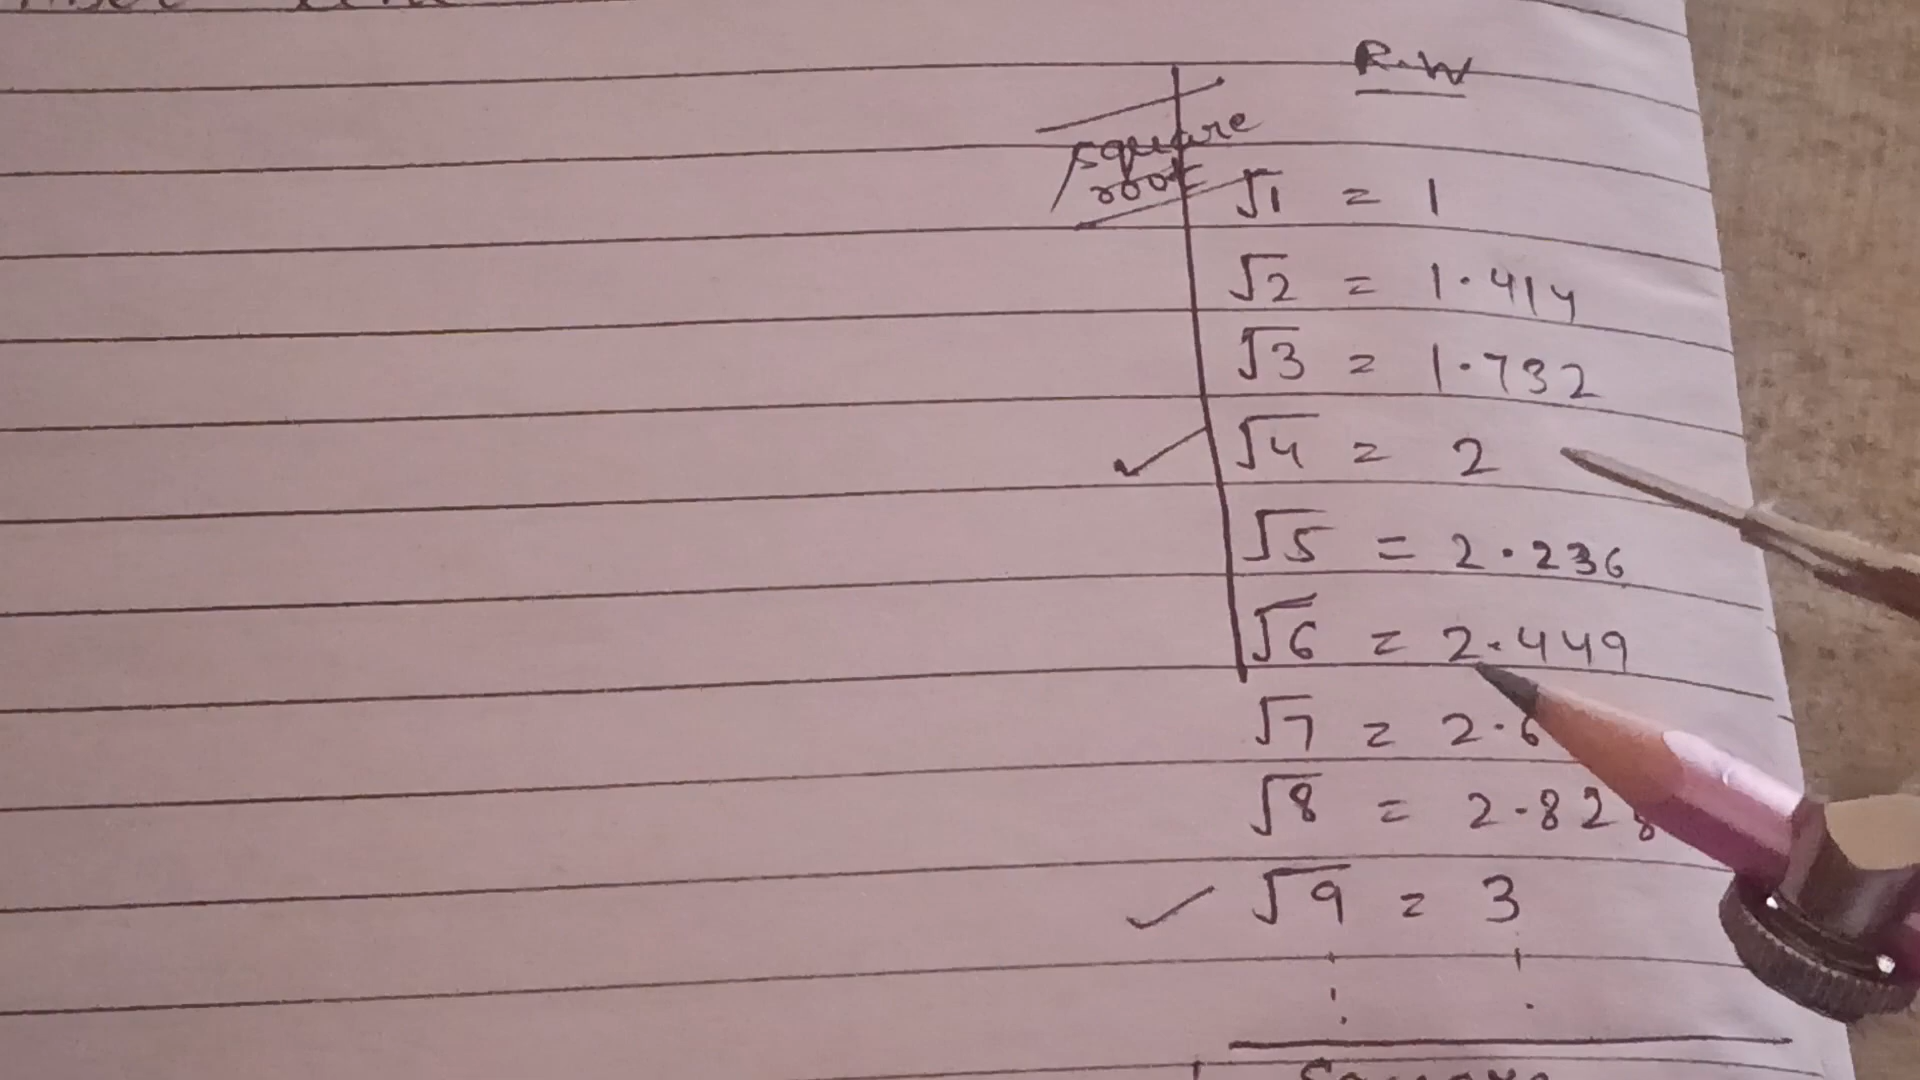 R.W
square
root
√1 = 1
√2 = 1.414
√3 = 1.732
√4 = 2
√5 = 2.236
√6 = 2.449
√7 = 2.6
√8 = 2.828
√9 = 3